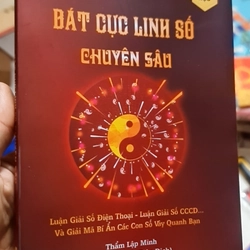 BÁT CỰC LINH SỐ
CHUYÊN SÂU
Luận Giải Số Điện Thoại - Luận Giải Số CCCD...
Và Giải Mã Bí Ẩn Các Con Số Vây Quanh Bạn
Thẩm Lập Minh